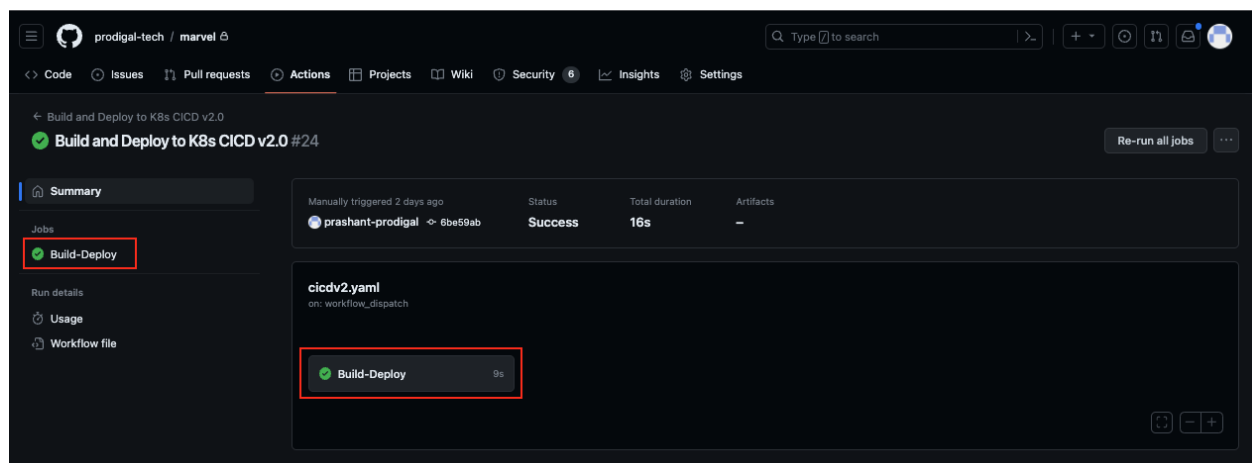 prodigal-tech / marvel
Type / to search
Code Issues Pull requests Actions Projects Wiki Security 6 Insights Settings
← Build and Deploy to K8s CICD v2.0
Build and Deploy to K8s CICD v2.0 #24
Re-run all jobs
Summary
Jobs
Build-Deploy
Run details
Usage
Workflow file
Manually triggered 2 days ago
prashant-prodigal 6be59ab
Status
Success
Total duration
16s
Artifacts
–
cicdv2.yaml
on: workflow_dispatch
Build-Deploy 9s